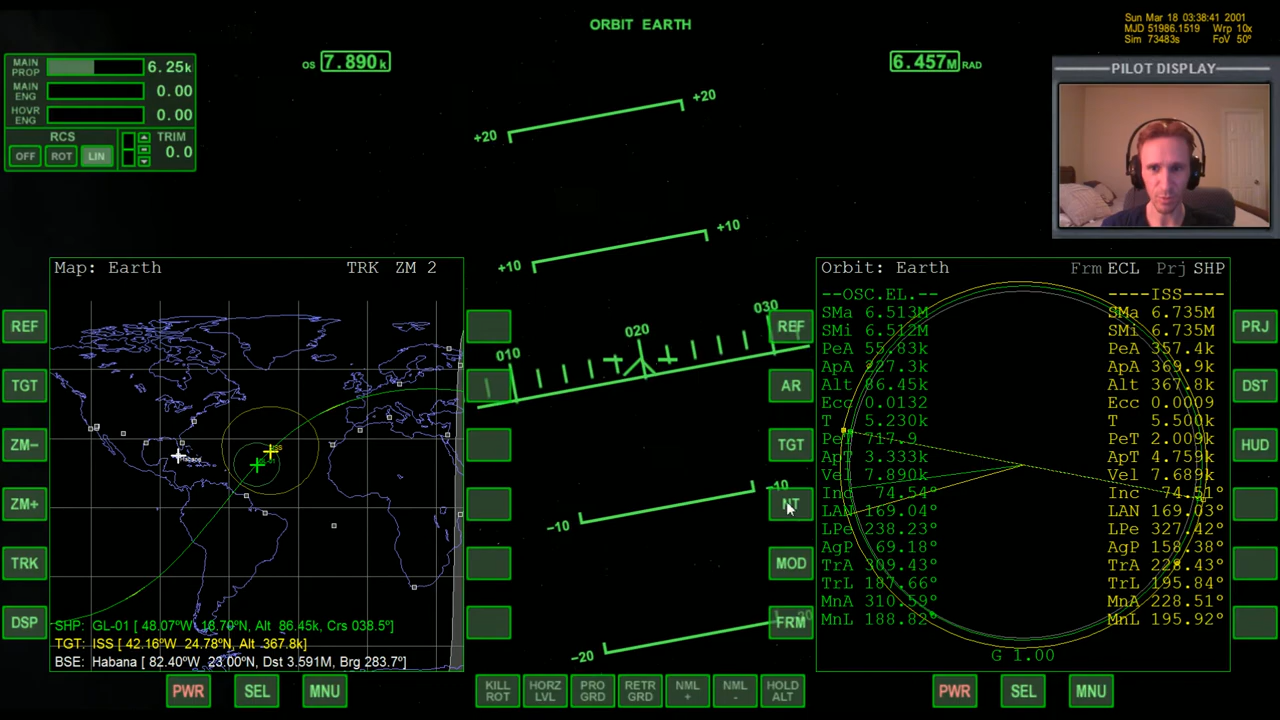 ORBIT EARTH
Sun Mar 18 03:38:41 2001
MJD 51986.1519 Wrp 10x
Sim 73483s FoV 50°
PILOT DISPLAY
MAIN PROP 6.25k
MAIN ENG 0.00
HOVR ENG 0.00
RCS TRIM
OFF ROT LIN 0.0
OS 7.890k
6.457M RAD
+20 +20
+10 +10
010 020 030
-10 -10
-20
Map: Earth TRK ZM 2
REF
TGT
ZM-
ZM+
TRK
DSP
ISS
Habana
SHP: GL-01 [ 48.07°W, 18.70°N, Alt 86.45k, Crs 038.5°]
TGT: ISS [ 42.16°W 24.78°N, Alt 367.8k]
BSE: Habana [ 82.40°W 23.00°N, Dst 3.591M, Brg 283.7°]
PWR SEL MNU
KILL ROT
HORZ LVL
PRO GRD
RETR GRD
NML +
NML -
HOLD ALT
REF
AR
TGT
NT
MOD
FRM
Orbit: Earth Frm ECL Prj SHP
--OSC.EL.-- ----ISS----
SMa 6.513M SMa 6.735M
SMi 6.512M SMi 6.735M
PeA 55.83k PeA 357.4k
ApA 227.3k ApA 369.9k
Alt 86.45k Alt 367.8k
Ecc 0.0132 Ecc 0.0009
T 5.230k T 5.500k
PeT 717.9 PeT 2.009k
ApT 3.333k ApT 4.759k
Vel 7.890k Vel 7.689k
Inc 74.54° Inc 74.51°
LAN 169.04° LAN 169.03°
LPe 238.23° LPe 327.42°
AgP 69.18° AgP 158.38°
TrA 309.43° TrA 228.43°
TrL 187.66° TrL 195.84°
MnA 310.59° MnA 228.51°
MnL 188.82° MnL 195.92°
G 1.00
PRJ
DST
HUD
PWR SEL MNU